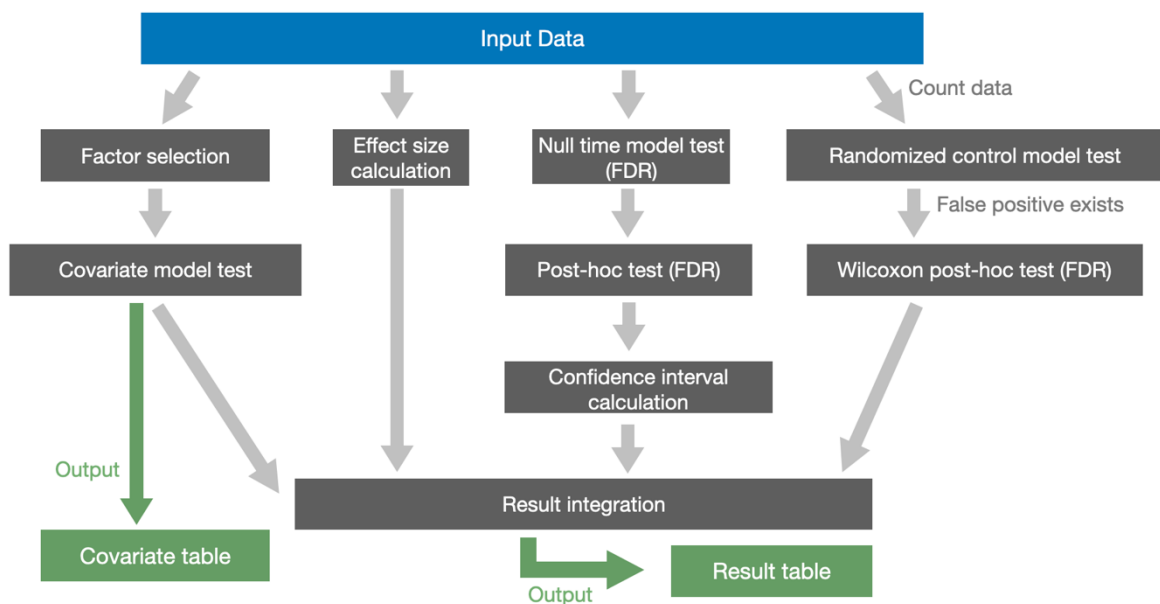 Input Data
Count data
Factor selection
Effect size
calculation
Null time model test
(FDR)
Randomized control model test
False positive exists
Covariate model test
Post-hoc test (FDR)
Wilcoxon post-hoc test (FDR)
Confidence interval
calculation
Output
Result integration
Covariate table
Output
Result table